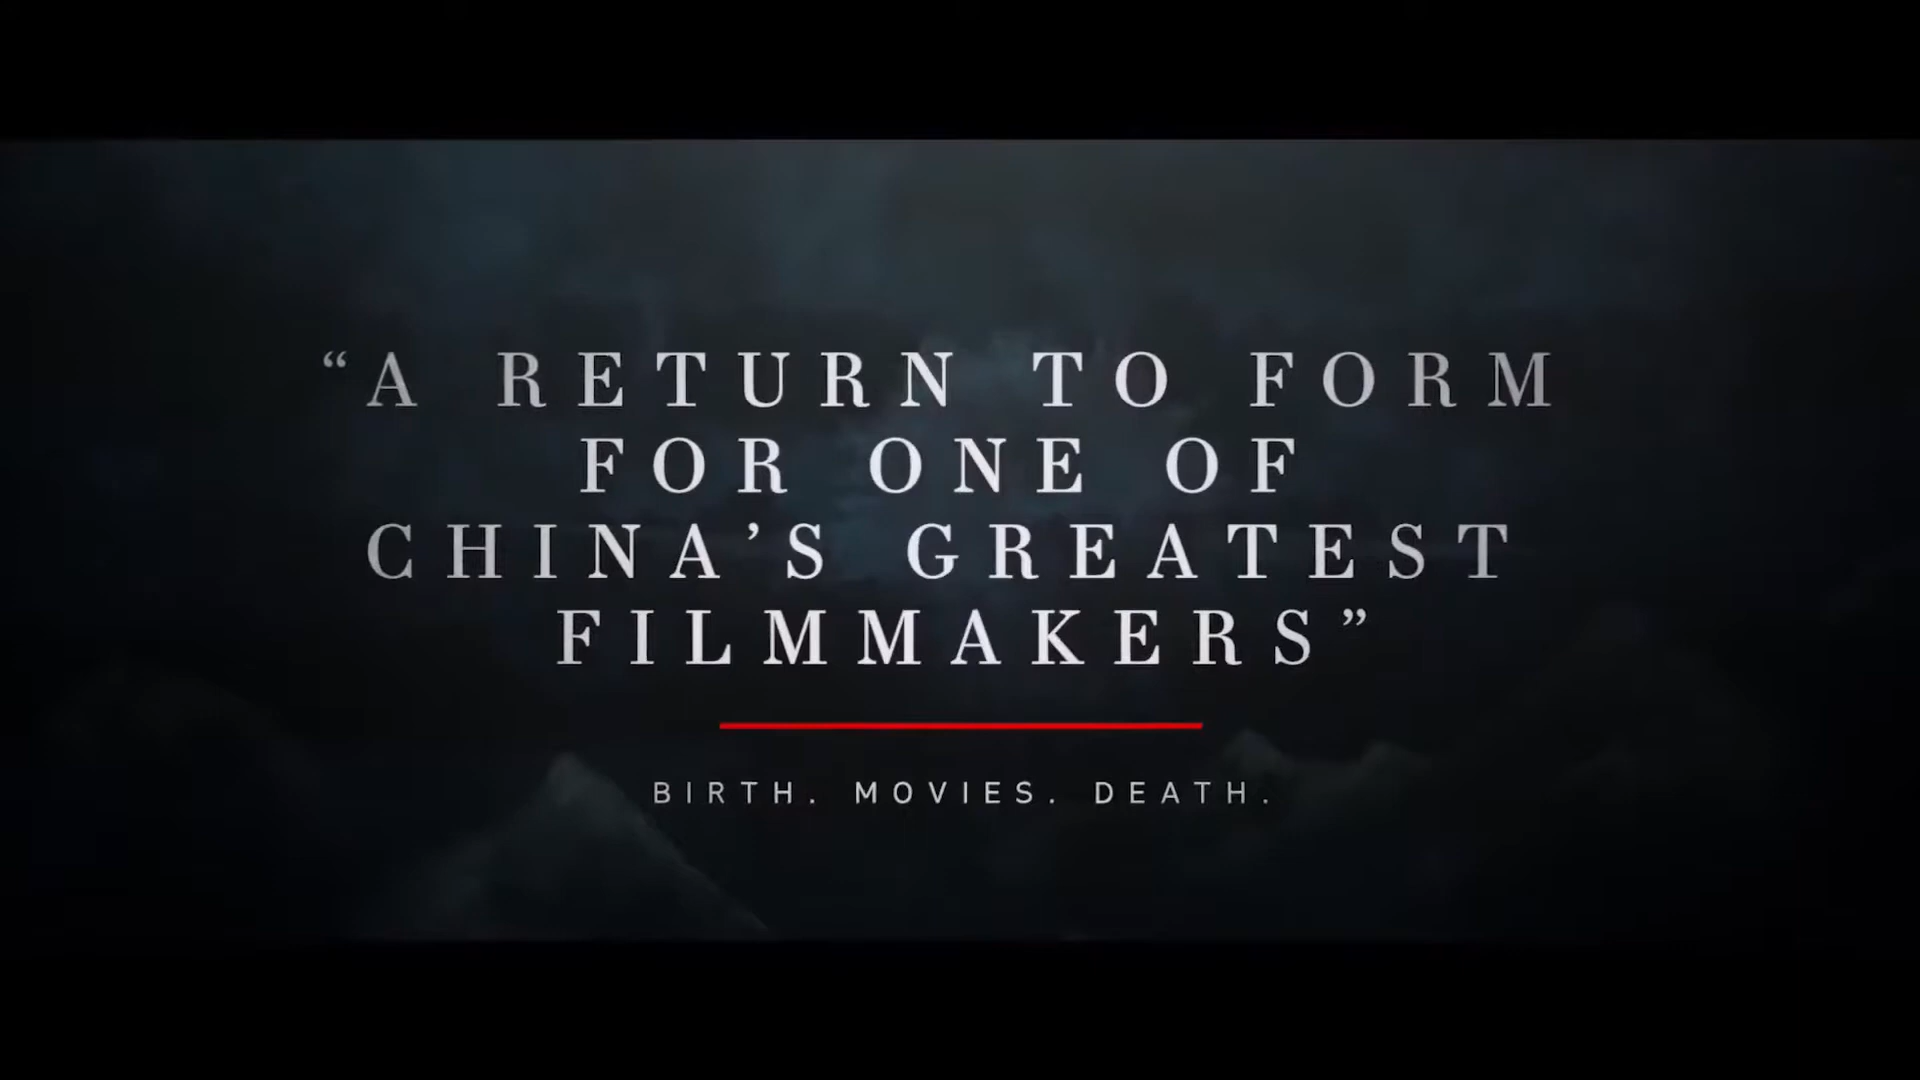 “A RETURN TO FORM
FOR ONE OF
CHINA’S GREATEST
FILMMAKERS”
BIRTH. MOVIES. DEATH.